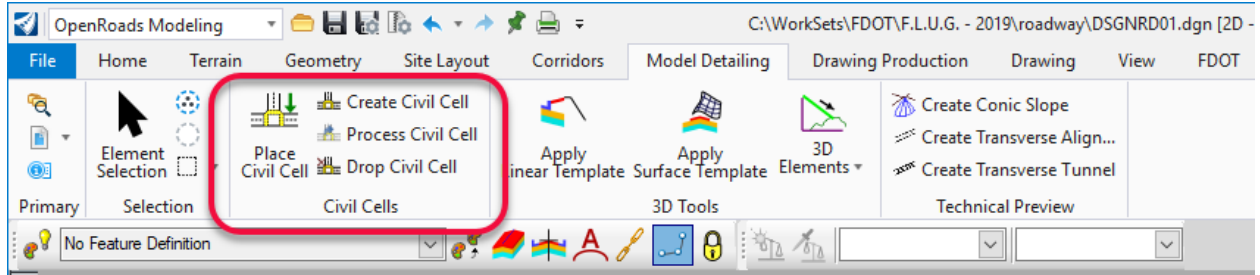 OpenRoads Modeling
C:\WorkSets\FDOT\F.L.U.G. - 2019\roadway\DSGNRD01.dgn [2D -
File Home Terrain Geometry Site Layout Corridors Model Detailing Drawing Production Drawing View FDOT
Element
Selection
Place
Civil Cell
Create Civil Cell
Process Civil Cell
Drop Civil Cell
Apply
inear Template
Apply
Surface Template
3D
Elements
Create Conic Slope
Create Transverse Align...
Create Transverse Tunnel
Primary Selection Civil Cells 3D Tools Technical Preview
No Feature Definition